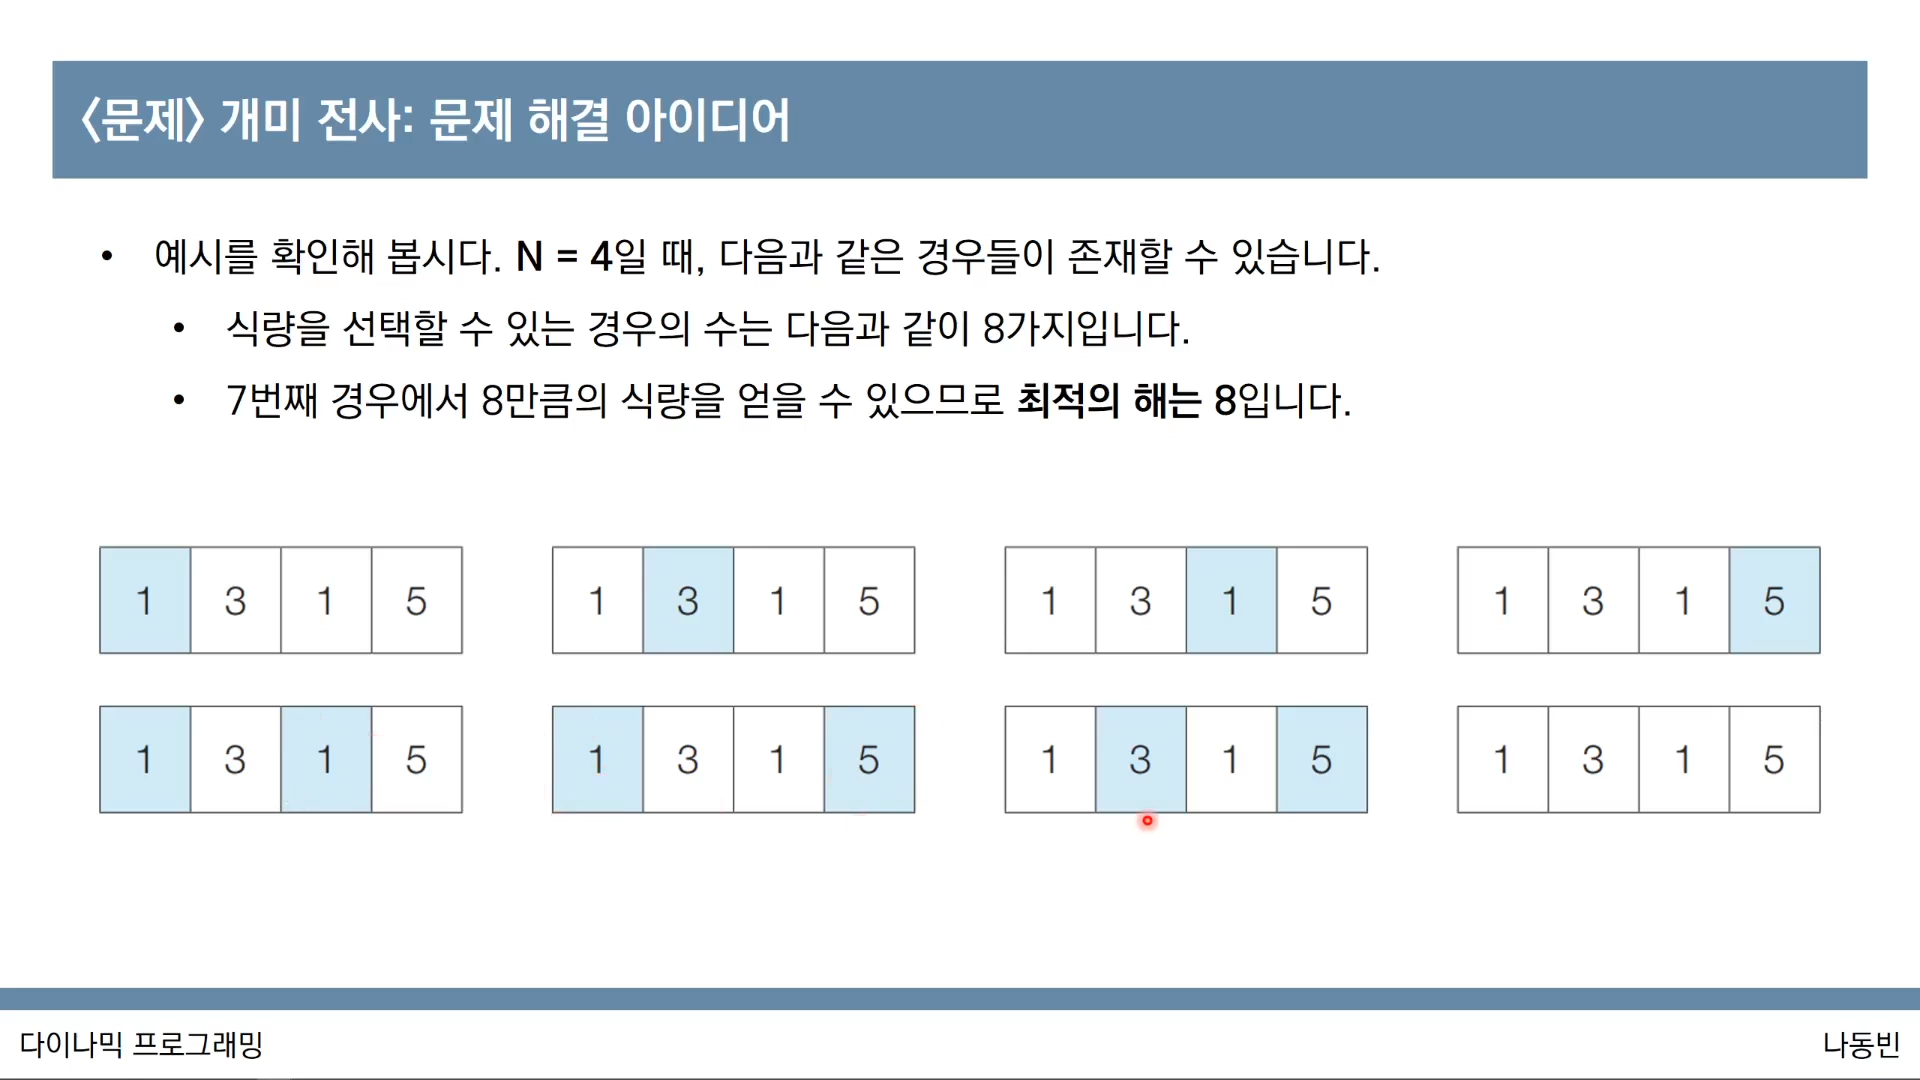 <문제> 개미 전사: 문제 해결 아이디어
• 예시를 확인해 봅시다. N = 4일 때, 다음과 같은 경우들이 존재할 수 있습니다.
• 식량을 선택할 수 있는 경우의 수는 다음과 같이 8가지입니다.
• 7번째 경우에서 8만큼의 식량을 얻을 수 있으므로 최적의 해는 8입니다.
1 3 1 5 1 3 1 5 1 3 1 5 1 3 1 5
1 3 1 5 1 3 1 5 1 3 1 5 1 3 1 5
다이나믹 프로그래밍
나동빈